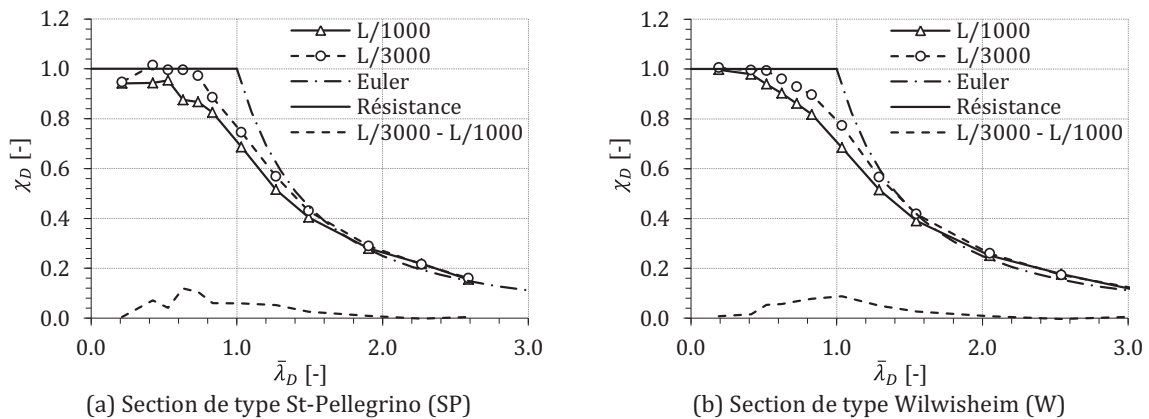 1.2
1.0
0.8
0.6
0.4
0.2
0.0
χD [-]
L/1000
L/3000
Euler
Résistance
L/3000 - L/1000
0.0 1.0 2.0 3.0
λ̄D [-]
(a) Section de type St-Pellegrino (SP)
1.2
1.0
0.8
0.6
0.4
0.2
0.0
χD [-]
L/1000
L/3000
Euler
Résistance
L/3000 - L/1000
0.0 1.0 2.0 3.0
λ̄D [-]
(b) Section de type Wilwisheim (W)